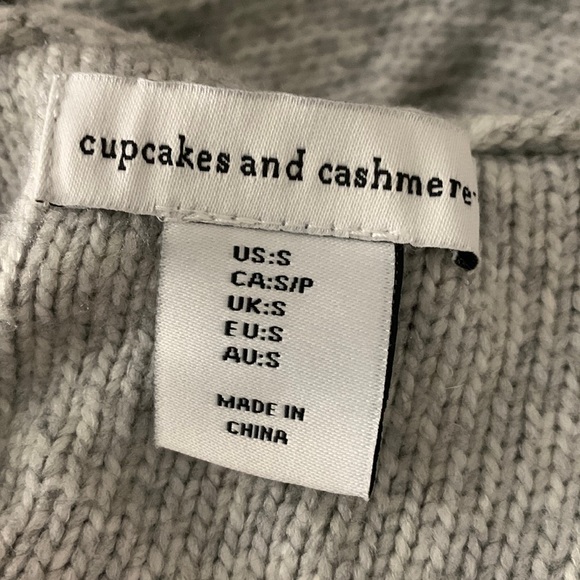 cupcakes and cashmere.
US:S
CA:S/P
UK:S
EU:S
AU:S
MADE IN
CHINA